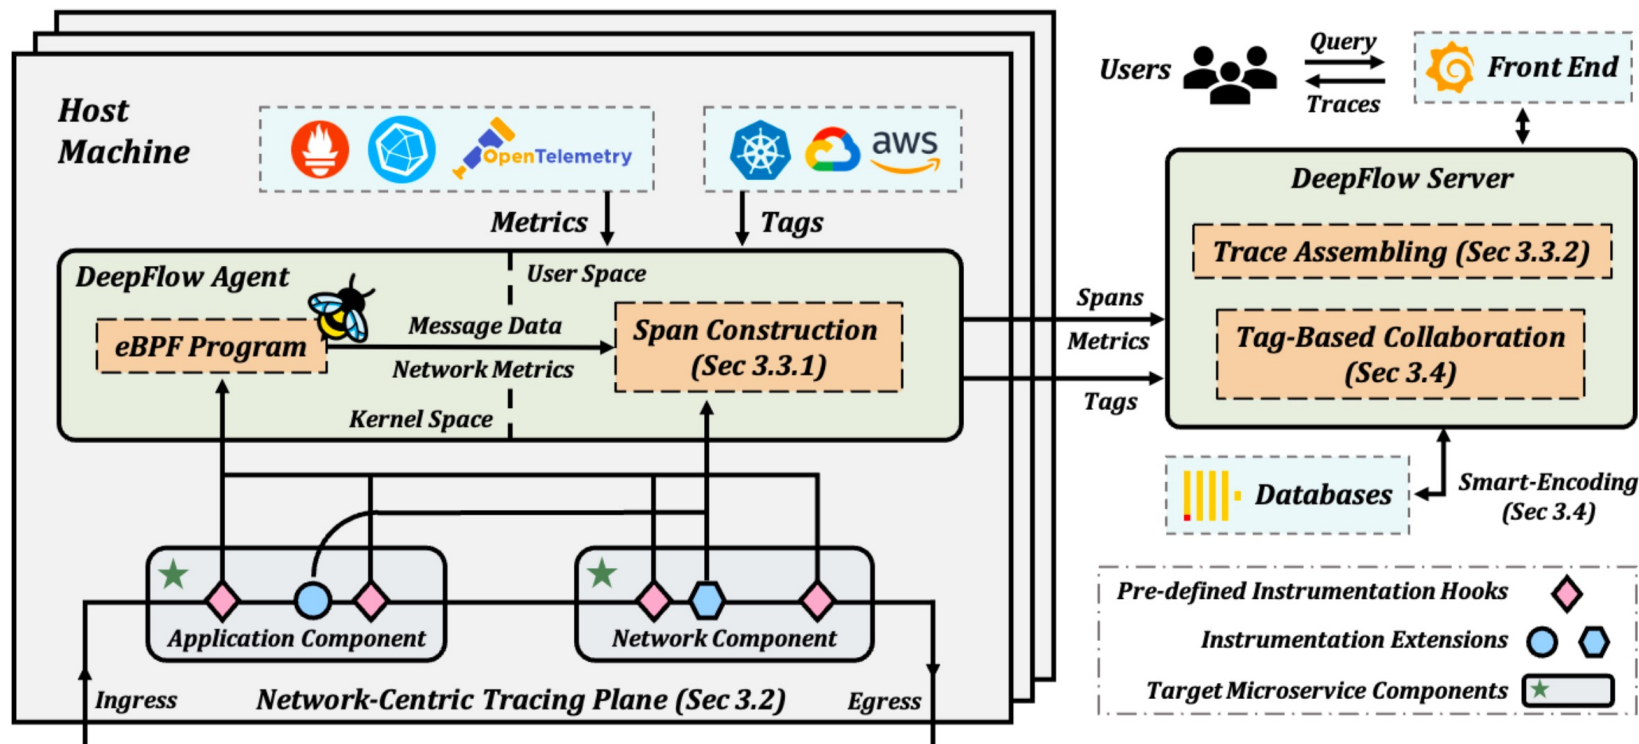 Host
Machine
OpenTelemetry
aws
Metrics
Tags
DeepFlow Agent
User Space
eBPF Program
Message Data
Network Metrics
Span Construction
(Sec 3.3.1)
Kernel Space
Application Component
Network Component
Ingress
Network-Centric Tracing Plane (Sec 3.2)
Egress
Spans
Metrics
Tags
Users
Query
Traces
Front End
DeepFlow Server
Trace Assembling (Sec 3.3.2)
Tag-Based Collaboration
(Sec 3.4)
Databases
Smart-Encoding
(Sec 3.4)
Pre-defined Instrumentation Hooks
Instrumentation Extensions
Target Microservice Components